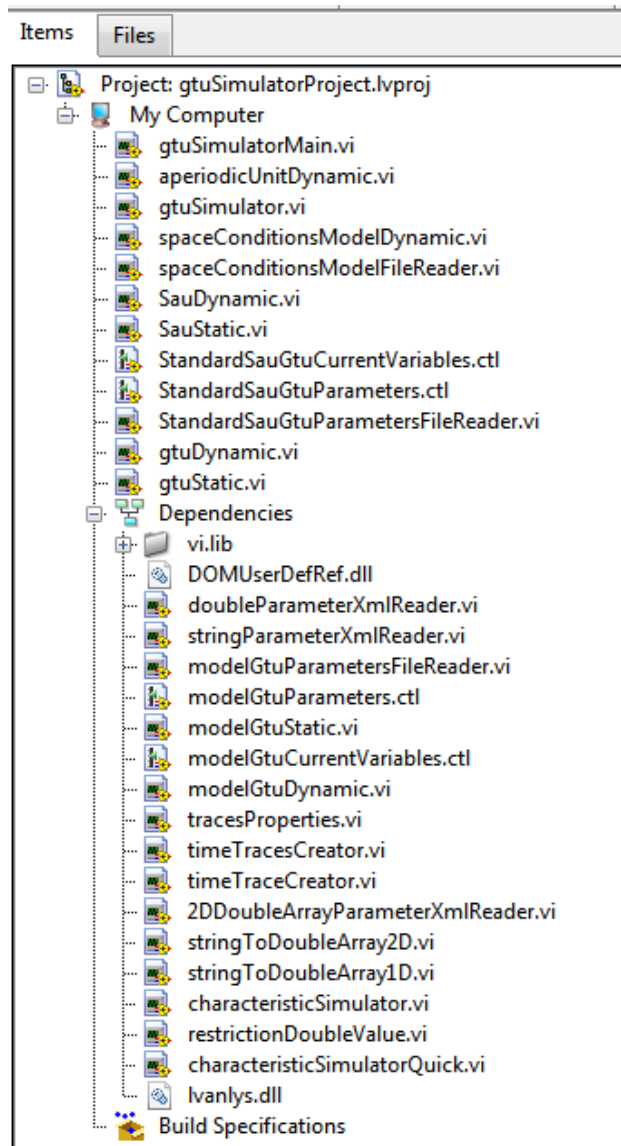 Items
Files
Project: gtuSimulatorProject.lvproj
My Computer
gtuSimulatorMain.vi
aperiodicUnitDynamic.vi
gtuSimulator.vi
spaceConditionsModelDynamic.vi
spaceConditionsModelFileReader.vi
SauDynamic.vi
SauStatic.vi
StandardSauGtuCurrentVariables.ctl
StandardSauGtuParameters.ctl
StandardSauGtuParametersFileReader.vi
gtuDynamic.vi
gtuStatic.vi
Dependencies
vi.lib
DOMUserDefRef.dll
doubleParameterXmlReader.vi
stringParameterXmlReader.vi
modelGtuParametersFileReader.vi
modelGtuParameters.ctl
modelGtuStatic.vi
modelGtuCurrentVariables.ctl
modelGtuDynamic.vi
tracesProperties.vi
timeTracesCreator.vi
timeTraceCreator.vi
2DDoubleArrayParameterXmlReader.vi
stringToDoubleArray2D.vi
stringToDoubleArray1D.vi
characteristicSimulator.vi
restrictionDoubleValue.vi
characteristicSimulatorQuick.vi
lvanlys.dll
Build Specifications